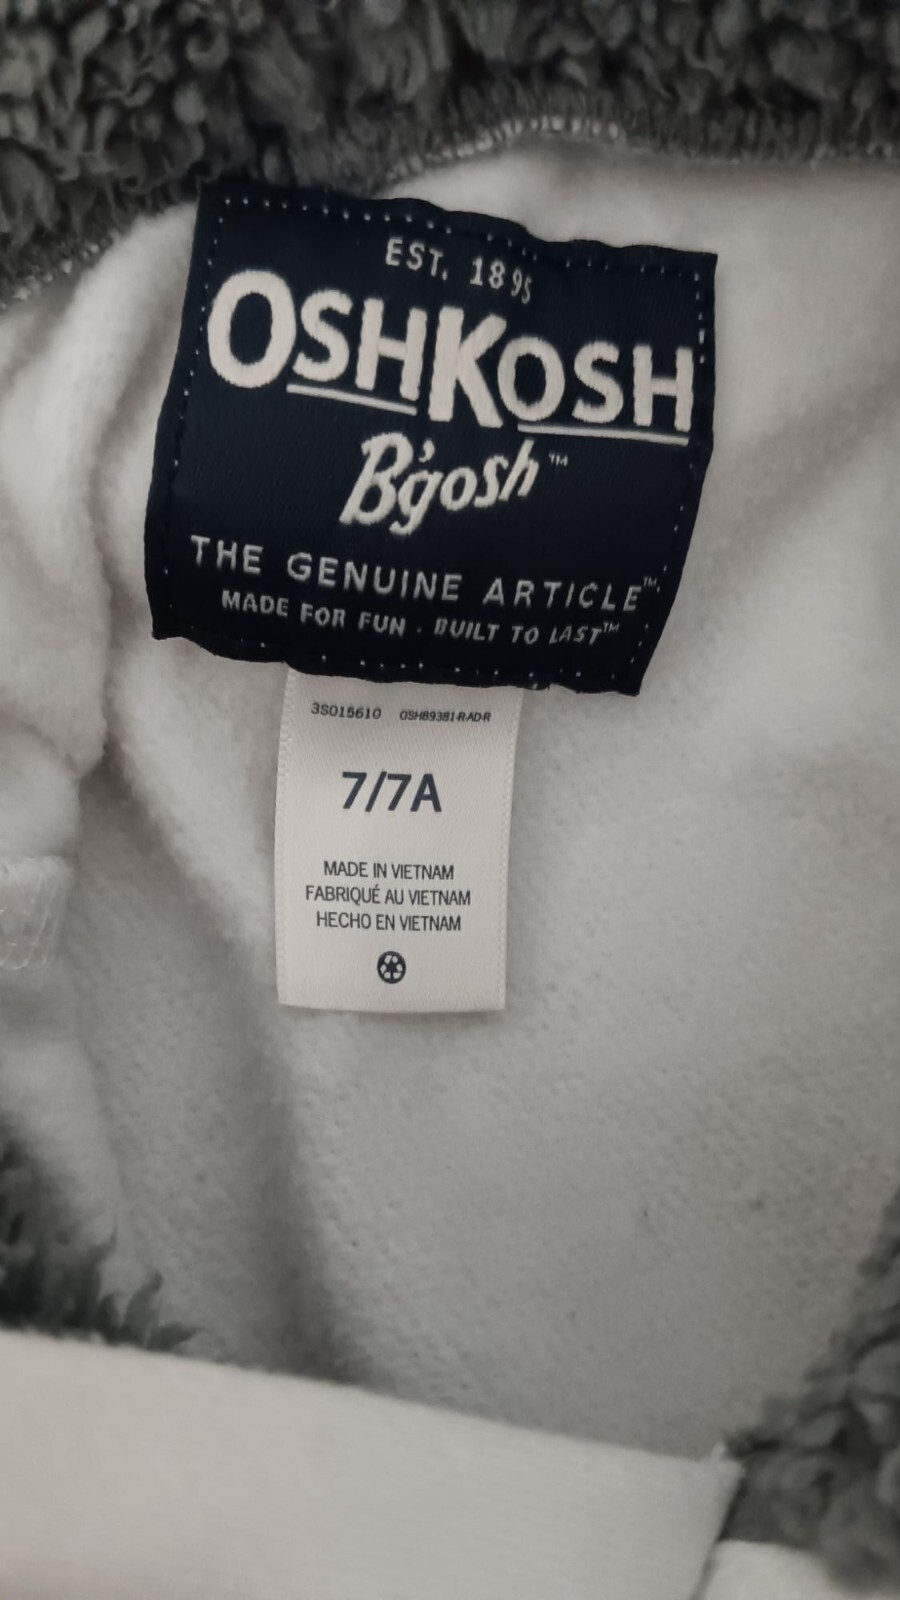 EST. 1895
OSHKOSH
B'gosh™
THE GENUINE ARTICLE™
MADE FOR FUN · BUILT TO LAST™
3S015610 OSH89381-R-AD-R
7/7A
MADE IN VIETNAM
FABRIQUÉ AU VIETNAM
HECHO EN VIETNAM